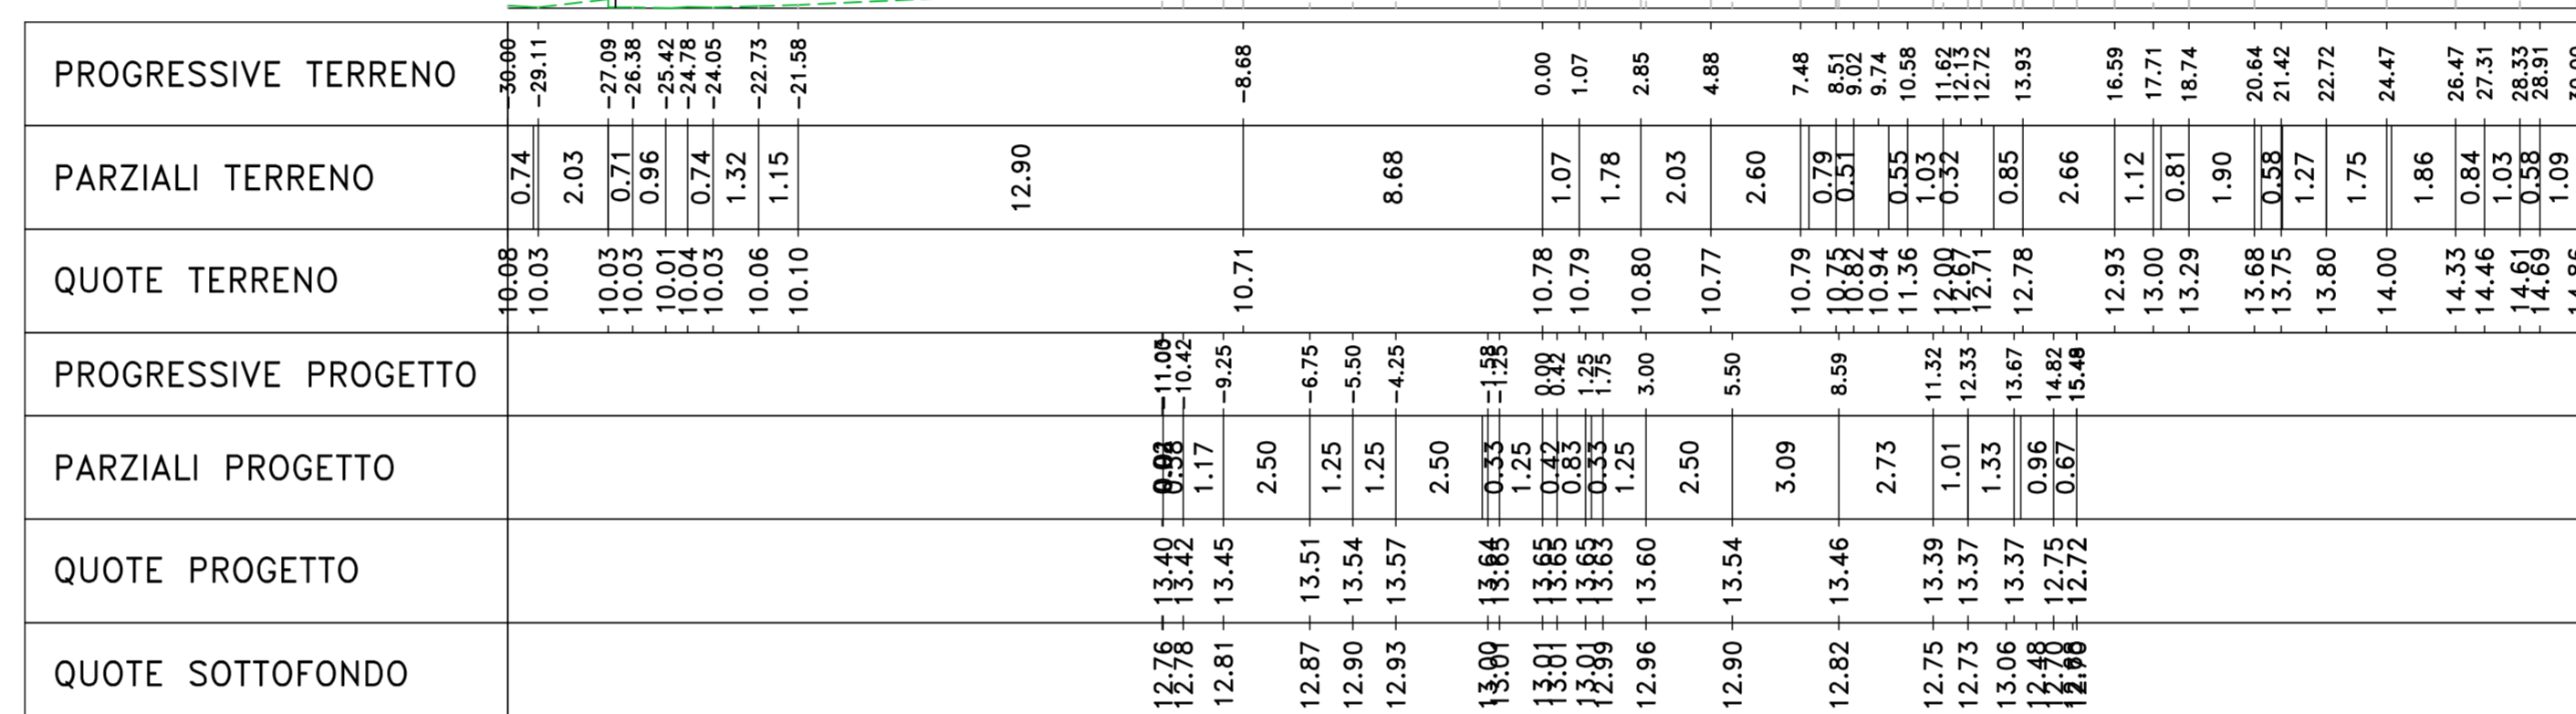 PROGRESSIVE TERRENO -30.00 -29.11 -27.09 -26.38 -25.42 -24.78 -24.05 -22.73 -21.58 -8.68 0.00 1.07 2.85 4.88 7.48 8.51 9.02 9.74 10.58 11.62 12.13 12.72 13.93 16.59 17.71 18.74 20.64 21.42 22.72 24.47 26.47 27.31 28.33 28.91
PARZIALI TERRENO 0.74 2.03 0.71 0.96 0.74 1.32 1.15 12.90 8.68 1.07 1.78 2.03 2.60 0.79 0.51 0.55 1.03 0.32 0.85 2.66 1.12 0.81 1.90 0.58 1.27 1.75 1.86 0.84 1.03 0.58 1.09
QUOTE TERRENO 10.08 10.03 10.03 10.03 10.01 10.04 10.03 10.06 10.10 10.71 10.78 10.79 10.80 10.77 10.79 10.75 10.82 10.94 11.36 12.00 12.67 12.71 12.78 12.93 13.00 13.29 13.68 13.75 13.80 14.00 14.33 14.46 14.61 14.69
PROGRESSIVE PROGETTO -10.42 -9.25 -6.75 -5.50 -4.25 -1.58 -1.25 0.00 0.42 1.25 1.75 3.00 5.50 8.59 11.32 12.33 13.67 14.82
PARZIALI PROGETTO 0.58 1.17 2.50 1.25 1.25 2.50 0.33 1.25 0.42 0.83 0.33 1.25 2.50 3.09 2.73 1.01 1.33 0.96 0.67
QUOTE PROGETTO 13.40 13.42 13.45 13.51 13.54 13.57 13.64 13.65 13.65 13.65 13.65 13.63 13.60 13.54 13.46 13.39 13.37 13.37 12.75 12.72
QUOTE SOTTOFONDO 12.76 12.78 12.81 12.87 12.90 12.93 13.00 13.01 13.01 13.01 13.01 12.99 12.96 12.90 12.82 12.75 12.73 13.06 12.48 12.70